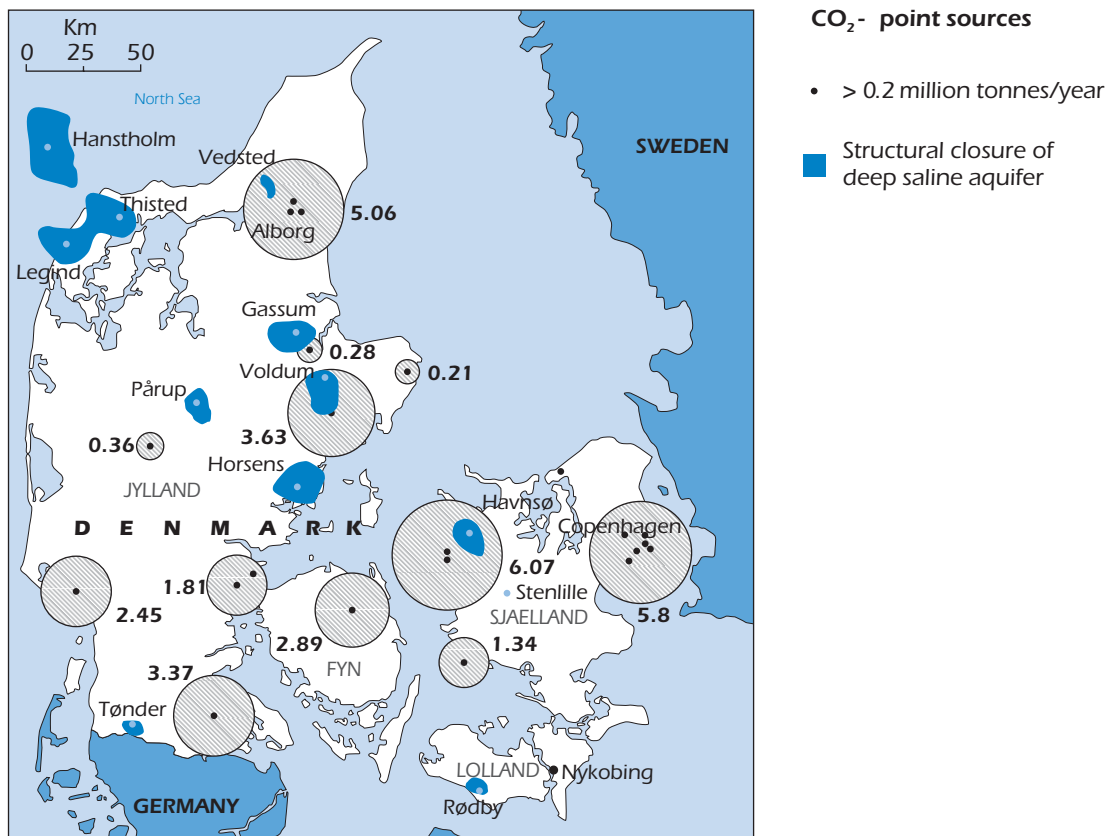 Km
0 25 50
North Sea
Hanstholm
Vedsted
Thisted
5.06
Alborg
Legind
Gassum
0.28
Voldum
0.21
Pårup
3.63
0.36
Horsens
JYLLAND
Havnsø
DENMARK
Copenhagen
6.07
1.81
Stenlille
2.45
SJAELLAND
5.8
2.89
1.34
FYN
3.37
Tønder
LOLLAND
Nykobing
Rødby
GERMANY
SWEDEN
CO2- point sources
> 0.2 million tonnes/year
Structural closure of
deep saline aquifer